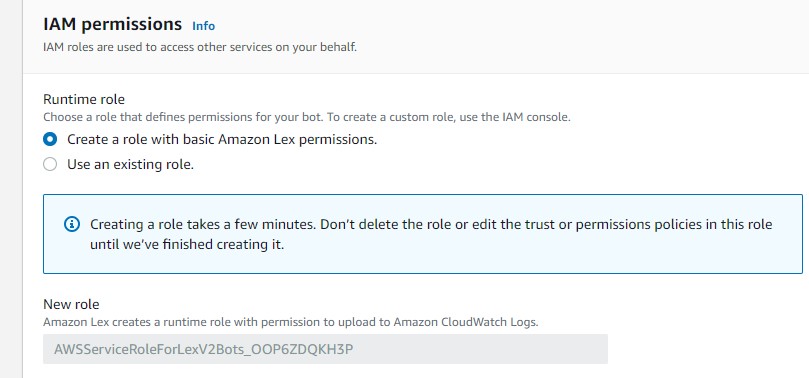 IAM permissions Info
IAM roles are used to access other services on your behalf.
Runtime role
Choose a role that defines permissions for your bot. To create a custom role, use the IAM console.
Create a role with basic Amazon Lex permissions.
Use an existing role.
Creating a role takes a few minutes. Don’t delete the role or edit the trust or permissions policies in this role
until we’ve finished creating it.
New role
Amazon Lex creates a runtime role with permission to upload to Amazon CloudWatch Logs.
AWSServiceRoleForLexV2Bots_OOP6ZDQKH3P